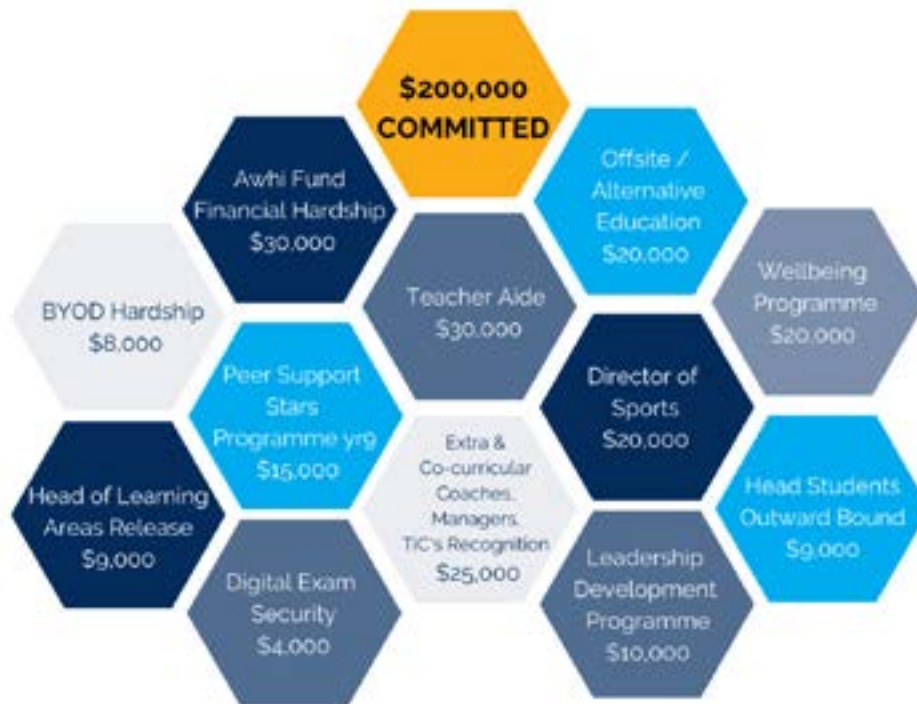 $200,000
COMMITTED
Awhi Fund
Financial Hardship
$30,000
Offsite /
Alternative
Education
$20,000
BYOD Hardship
$8,000
Teacher Aide
$30,000
Wellbeing
Programme
$20,000
Peer Support
Stars
Programme yr9
$15,000
Director of
Sports
$20,000
Head of Learning
Areas Release
$9,000
Extra &
Co-curricular
Coaches,
Managers,
TiC's Recognition
$25,000
Head Students
Outward Bound
$9,000
Digital Exam
Security
$4,000
Leadership
Development
Programme
$10,000